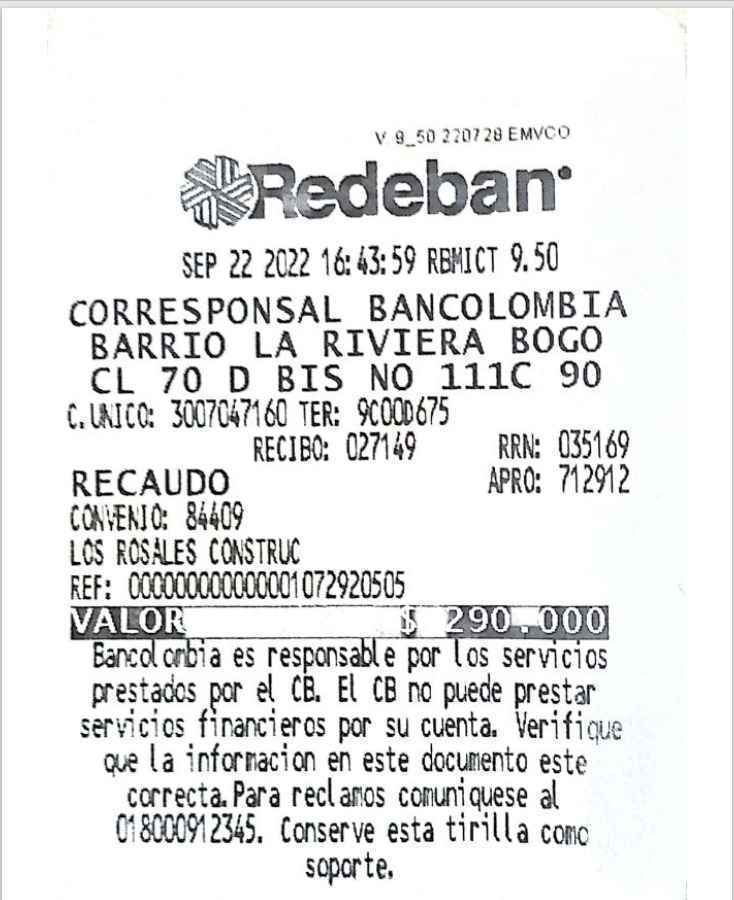 V 9_50 220728 EMVCO
Redeban
SEP 22 2022 16:43:59 RBMICT 9.50
CORRESPONSAL BANCOLOMBIA
BARRIO LA RIVIERA BOGO
CL 70 D BIS NO 111C 90
C.UNICO: 3007047160 TER: 9C00D675
RECIBO: 027149 RRN: 035169
RECAUDO APRO: 712912
CONVENIO: 84409
LOS ROSALES CONSTRUC
REF: 00000000000001072920505
VALOR $ 290.000
Bancolombia es responsable por los servicios
prestados por el CB. El CB no puede prestar
servicios financieros por su cuenta. Verifique
que la informacion en este documento este
correcta.Para reclamos comuniquese al
018000912345. Conserve esta tirilla como
soporte.